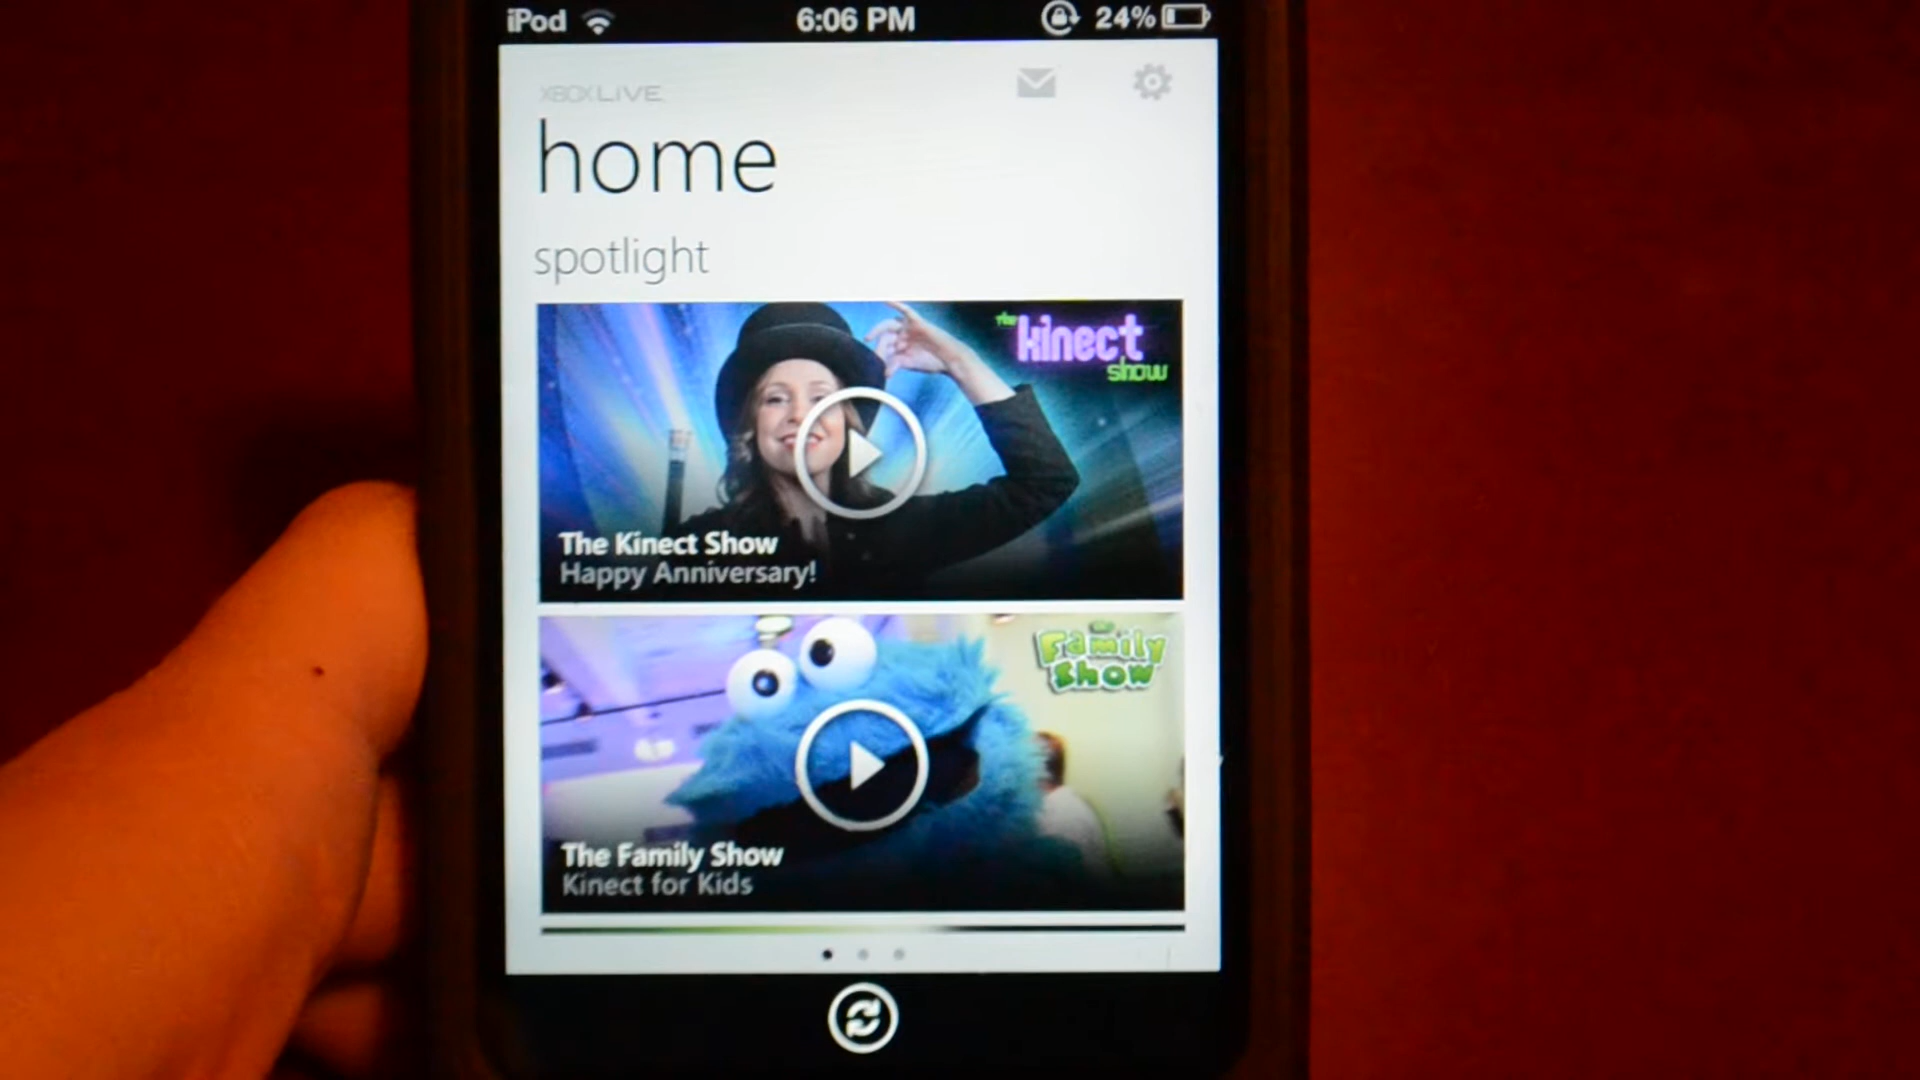 iPod 6:06 PM 24%
XBOX LIVE
home
spotlight
the
kinect
show
The Kinect Show
Happy Anniversary!
the
Family
Show
The Family Show
Kinect for Kids